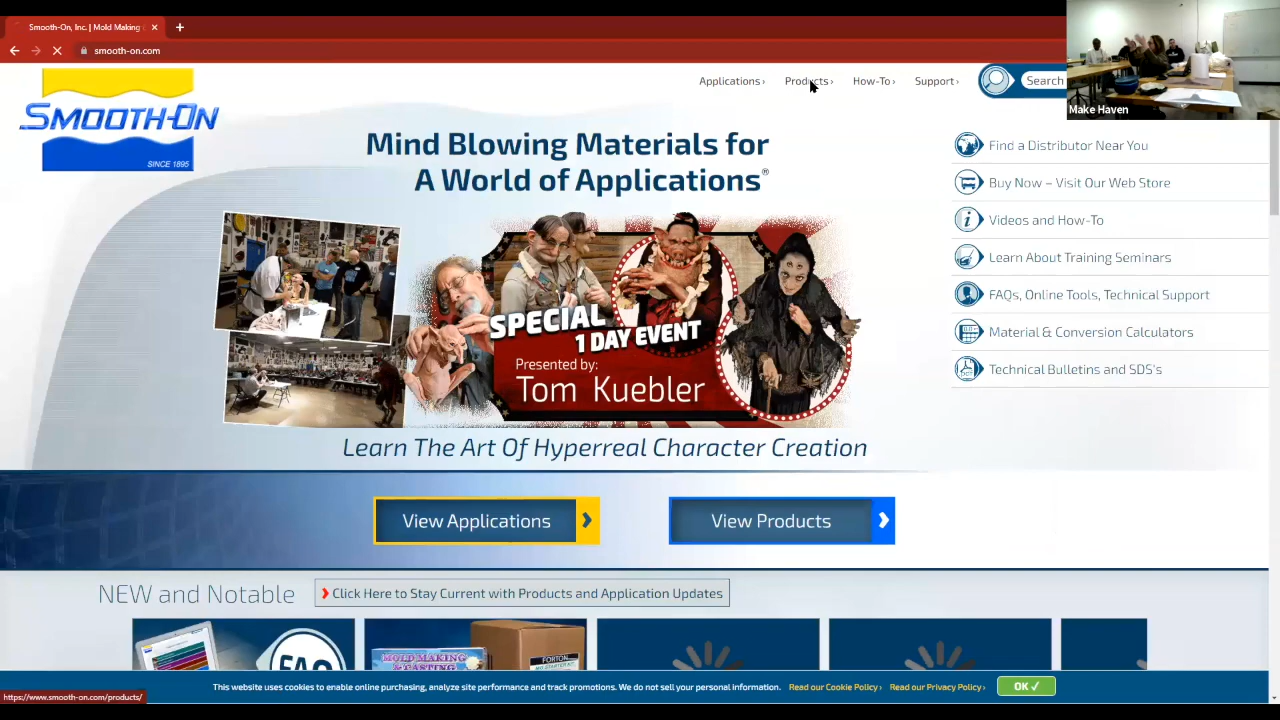 Smooth-On, Inc. | Mold Making
smooth-on.com
Make Haven
SMOOTH-ON
SINCE 1895
Applications ›
Products ›
How-To ›
Support ›
Search
Mind Blowing Materials for
A World of Applications®
Find a Distributor Near You
Buy Now – Visit Our Web Store
Videos and How-To
Learn About Training Seminars
FAQs, Online Tools, Technical Support
Material & Conversion Calculators
Technical Bulletins and SDS's
SPECIAL
1 DAY EVENT
Presented by:
Tom Kuebler
Learn The Art Of Hyperreal Character Creation
View Applications
View Products
NEW and Notable
Click Here to Stay Current with Products and Application Updates
FAQ
MOLD MAKING
& CASTING
FORTON
This website uses cookies to enable online purchasing, analyze site performance and track promotions. We do not sell your personal information. Read our Cookie Policy › Read our Privacy Policy › OK ✓
https://www.smooth-on.com/products/